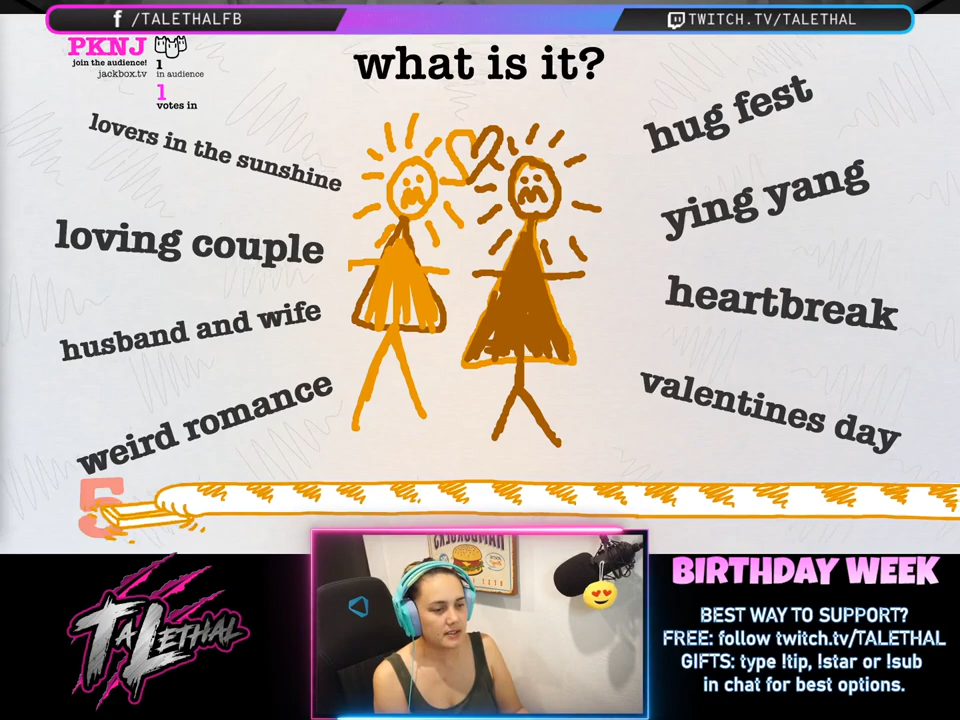 /TALETHALFB
TWITCH.TV/TALETHAL
PKNJ
join the audience!
jackbox.tv
1
in audience
1
votes in
what is it?
lovers in the sunshine
loving couple
husband and wife
weird romance
hug fest
ying yang
heartbreak
valentines day
5
TALETHAL
BIRTHDAY WEEK
BEST WAY TO SUPPORT?
FREE: follow twitch.tv/TALETHAL
GIFTS: type !tip, !star or !sub
in chat for best options.